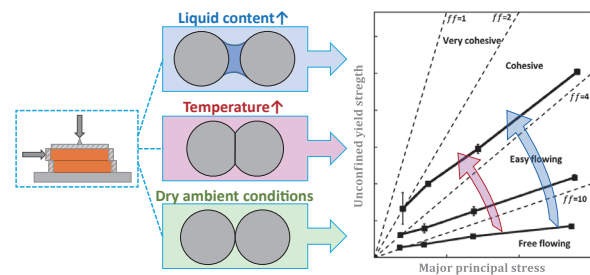 Liquid content↑
Temperature↑
Dry ambient conditions
Unconfined yield stregth
ff=1
ff=2
Very cohesive
Cohesive
ff=4
Easy flowing
ff=10
Free flowing
Major principal stress